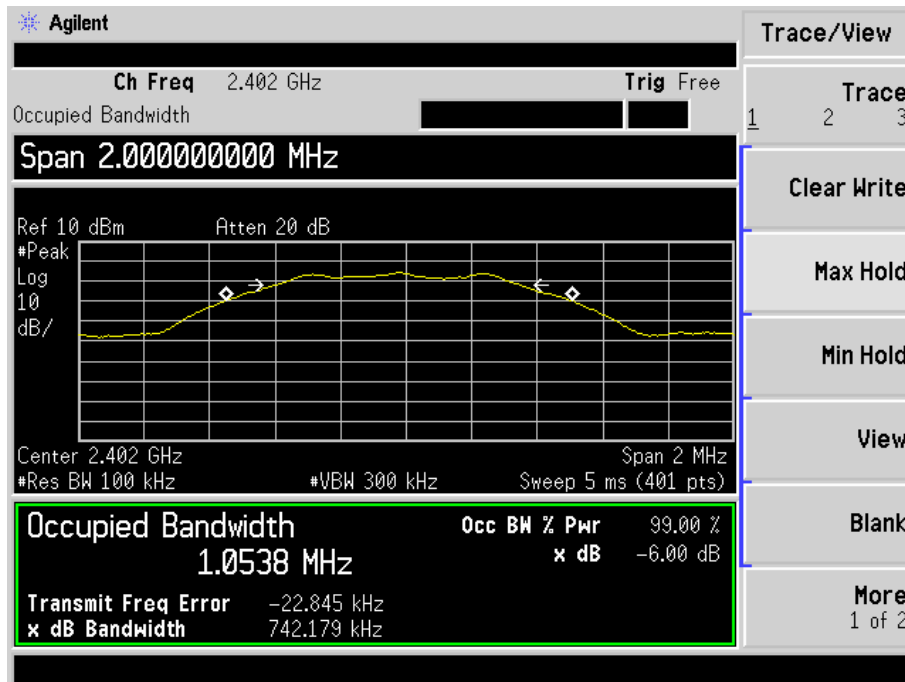 Agilent
Trace/View
Ch Freq 2.402 GHz Trig Free
Occupied Bandwidth
Trace
1 2 3
Span 2.000000000 MHz
Clear Write
Ref 10 dBm Atten 20 dB
#Peak
Log
10
dB/
Max Hold
Min Hold
View
Center 2.402 GHz Span 2 MHz
#Res BW 100 kHz #VBW 300 kHz Sweep 5 ms (401 pts)
Occupied Bandwidth
1.0538 MHz
Occ BW % Pwr 99.00 %
x dB -6.00 dB
Blank
Transmit Freq Error -22.845 kHz
x dB Bandwidth 742.179 kHz
More
1 of 2